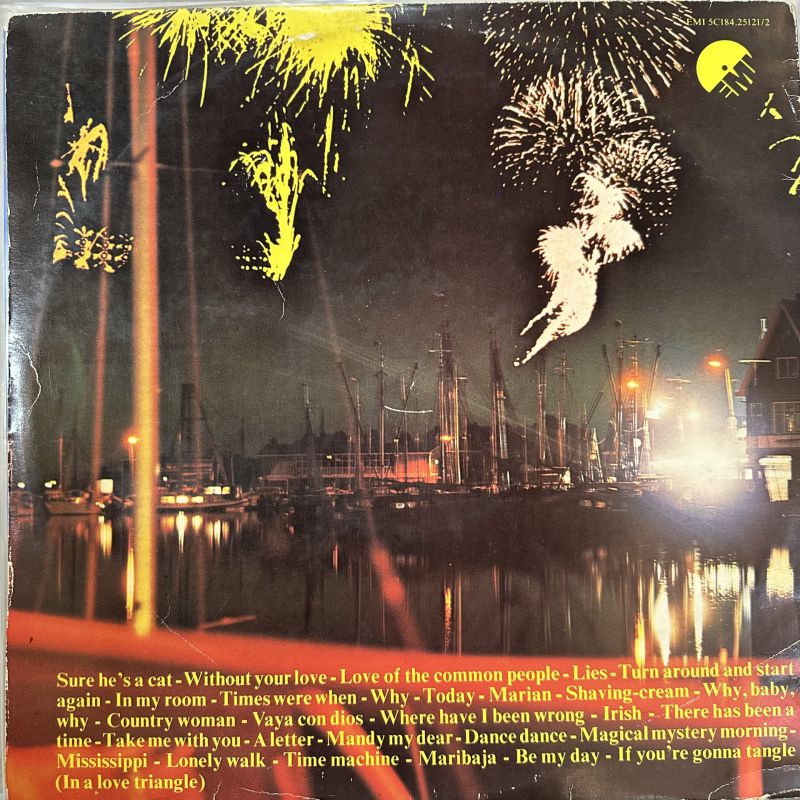 EMI 5C184.25121/2
Sure he's a cat - Without your love - Love of the common people - Lies - Turn around and start
again - In my room - Times were when - Why - Today - Marian - Shaving-cream - Why, baby,
why - Country woman - Vaya con dios - Where have I been wrong - Irish - There has been a
time - Take me with you - A letter - Mandy my dear - Dance dance - Magical mystery morning -
Mississippi - Lonely walk - Time machine - Maribaja - Be my day - If you're gonna tangle
(In a love triangle)